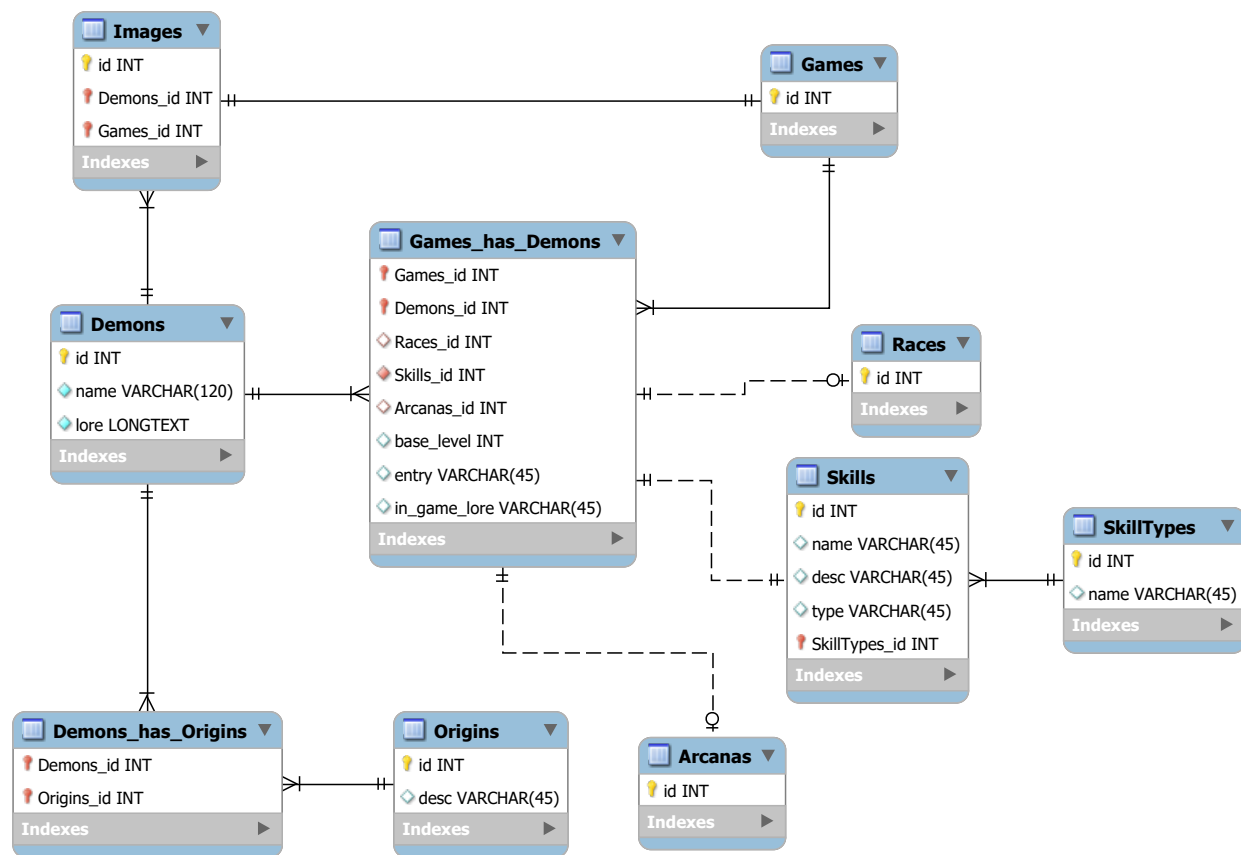 Images
id INT
Demons_id INT
Games_id INT
Indexes
Games
id INT
Indexes
Games_has_Demons
Games_id INT
Demons_id INT
Races_id INT
Skills_id INT
Arcanas_id INT
base_level INT
entry VARCHAR(45)
in_game_lore VARCHAR(45)
Indexes
Demons
id INT
name VARCHAR(120)
lore LONGTEXT
Indexes
Races
id INT
Indexes
Skills
id INT
name VARCHAR(45)
desc VARCHAR(45)
type VARCHAR(45)
SkillTypes_id INT
Indexes
SkillTypes
id INT
name VARCHAR(45)
Indexes
Demons_has_Origins
Demons_id INT
Origins_id INT
Indexes
Origins
id INT
desc VARCHAR(45)
Indexes
Arcanas
id INT
Indexes